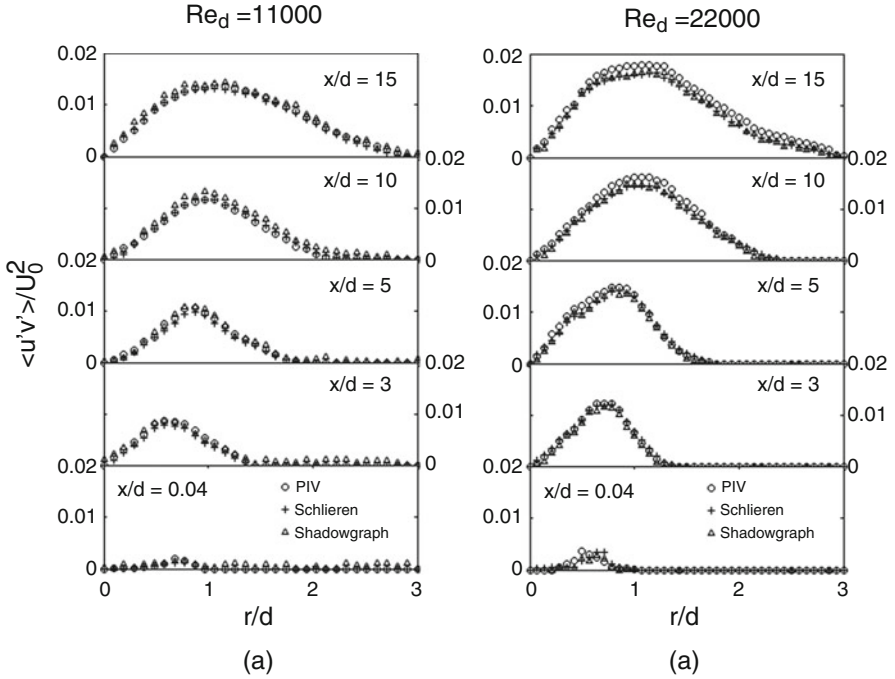 Re_d =11000
Re_d =22000
<u'v'>/U_0^2
0.02
x/d = 15
0.01
0
0.02
x/d = 10
0.01
0.02
0
x/d = 5
0.01
0
0.02
x/d = 3
0.01
0.02
0
x/d = 0.04
PIV
Schlieren
Shadowgraph
0.01
0
0 1 2 3
r/d
(a)
0.02
x/d = 15
0.01
0
0.02
x/d = 10
0.01
0.02
0
x/d = 5
0.01
0
0.02
x/d = 3
0.01
0.02
0
x/d = 0.04
PIV
Schlieren
Shadowgraph
0.01
0
0 1 2 3
r/d
(a)